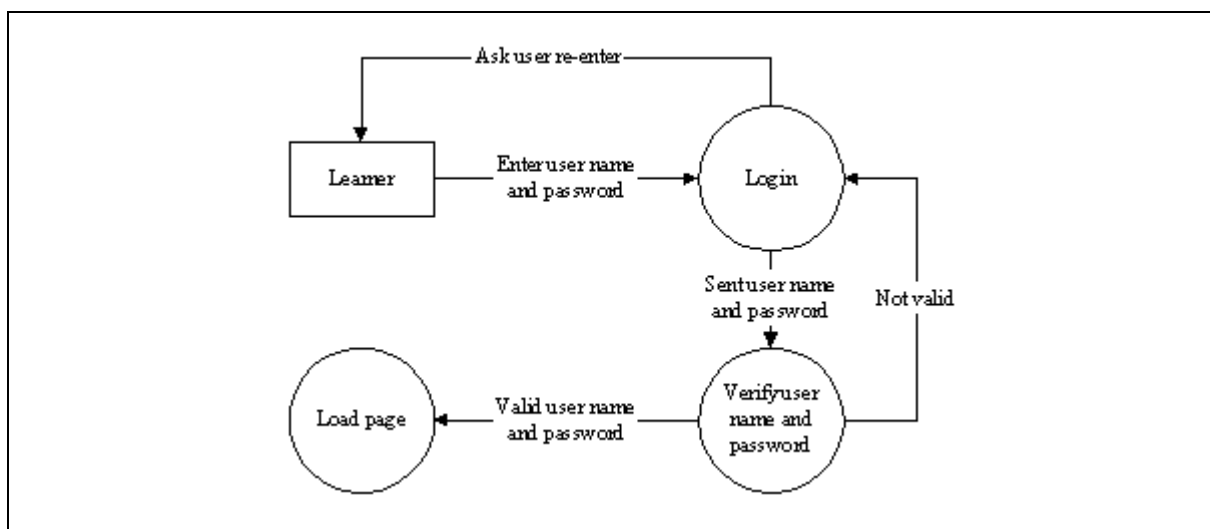 Ask user re-enter
Learner
Enter user name
and password
Login
Sent user name
and password
Not valid
Load page
Valid user name
and password
Verify user
name and
password